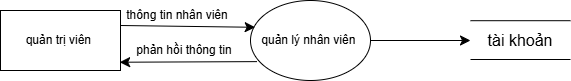 thông tin nhân viên
quản trị viên
quản lý nhân viên
tài khoản
phản hồi thông tin